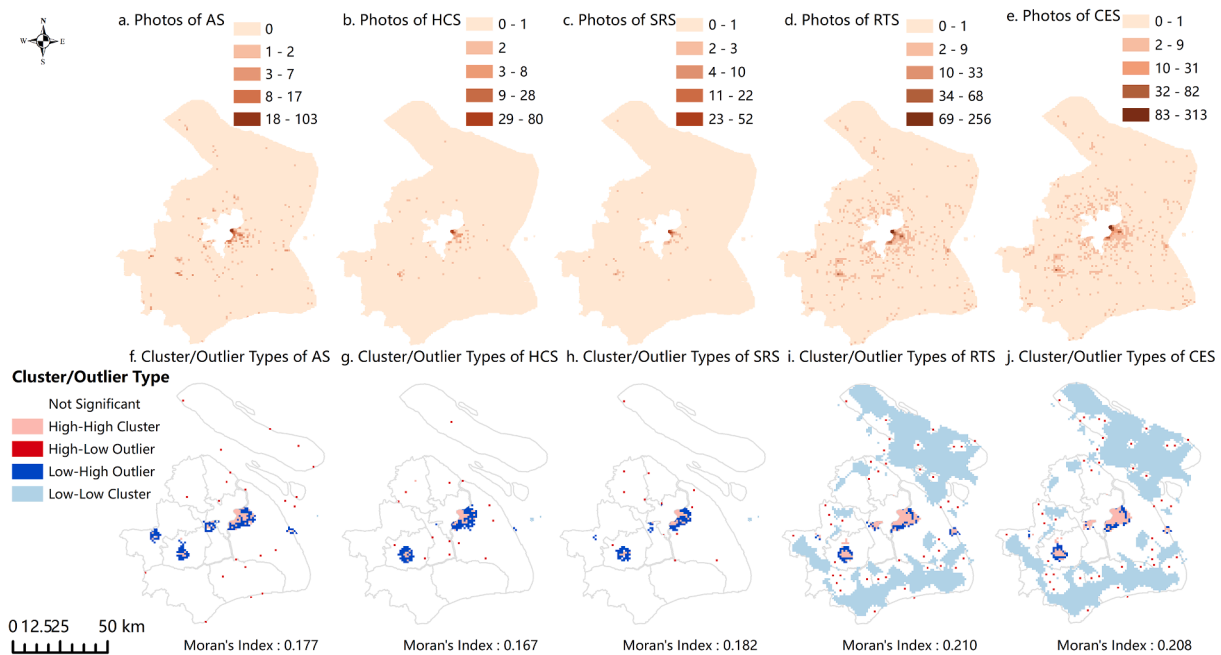 a. Photos of AS
0
1 - 2
3 - 7
8 - 17
18 - 103
b. Photos of HCS
0 - 1
2
3 - 8
9 - 28
29 - 80
c. Photos of SRS
0 - 1
2 - 3
4 - 10
11 - 22
23 - 52
d. Photos of RTS
0 - 1
2 - 9
10 - 33
34 - 68
69 - 256
e. Photos of CES
0 - 1
2 - 9
10 - 31
32 - 82
83 - 313
N
W E
S
f. Cluster/Outlier Types of AS
g. Cluster/Outlier Types of HCS
h. Cluster/Outlier Types of SRS
i. Cluster/Outlier Types of RTS
j. Cluster/Outlier Types of CES
Cluster/Outlier Type
Not Significant
High-High Cluster
High-Low Outlier
Low-High Outlier
Low-Low Cluster
0 12.525 50 km
Moran's Index : 0.177
Moran's Index : 0.167
Moran's Index : 0.182
Moran's Index : 0.210
Moran's Index : 0.208